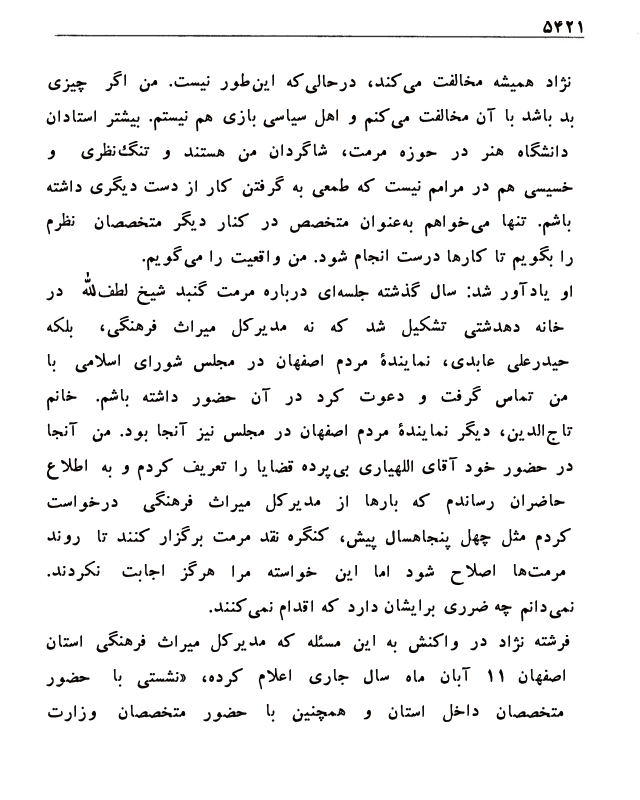 ۵۴۲۱
نژاد همیشه مخالفت می‌کند، درحالی‌که این‌طور نیست. من اگر چیزی
بد باشد با آن مخالفت می‌کنم و اهل سیاسی بازی هم نیستم. بیشتر استادان
دانشگاه هنر در حوزه مرمت، شاگردان من هستند و تنگ‌نظری و
خسیسی هم در مرامم نیست که طمعی به گرفتن کار از دست دیگری داشته
باشم. تنها می‌خواهم به‌عنوان متخصص در کنار دیگر متخصصان نظرم
را بگویم تا کارها درست انجام شود. من واقعیت را می‌گویم.
او یادآور شد: سال گذشته جلسه‌ای درباره مرمت گنبد شیخ لطف‌الله در
خانه دهدشتی تشکیل شد که نه مدیرکل میراث فرهنگی، بلکه
حیدرعلی عابدی، نمایندهٔ مردم اصفهان در مجلس شورای اسلامی با
من تماس گرفت و دعوت کرد در آن حضور داشته باشم. خانم
تاج‌الدین، دیگر نمایندهٔ مردم اصفهان در مجلس نیز آنجا بود. من آنجا
در حضور خود آقای اللهیاری بی‌پرده قضایا را تعریف کردم و به اطلاع
حاضران رساندم که بارها از مدیرکل میراث فرهنگی درخواست
کردم مثل چهل پنجاهسال پیش، کنگره نقد مرمت برگزار کنند تا روند
مرمت‌ها اصلاح شود اما این خواسته مرا هرگز اجابت نکردند.
نمی‌دانم چه ضرری برایشان دارد که اقدام نمی‌کنند.
فرشته نژاد در واکنش به این مسئله که مدیرکل میراث فرهنگی استان
اصفهان ۱۱ آبان ماه سال جاری اعلام کرده، «نشستی با حضور
متخصصان داخل استان و همچنین با حضور متخصصان وزارت